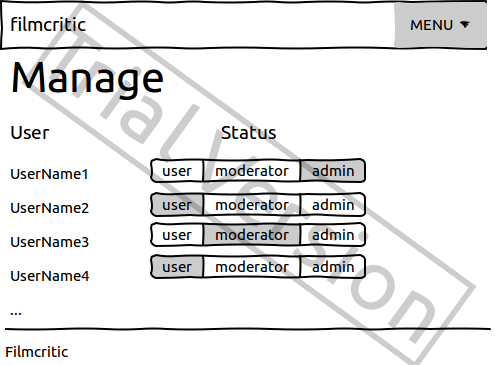 filmcritic MENU
Manage
User Status
UserName1 user moderator admin
UserName2 user moderator admin
UserName3 user moderator admin
UserName4 user moderator admin
...
Filmcritic
Trial Version